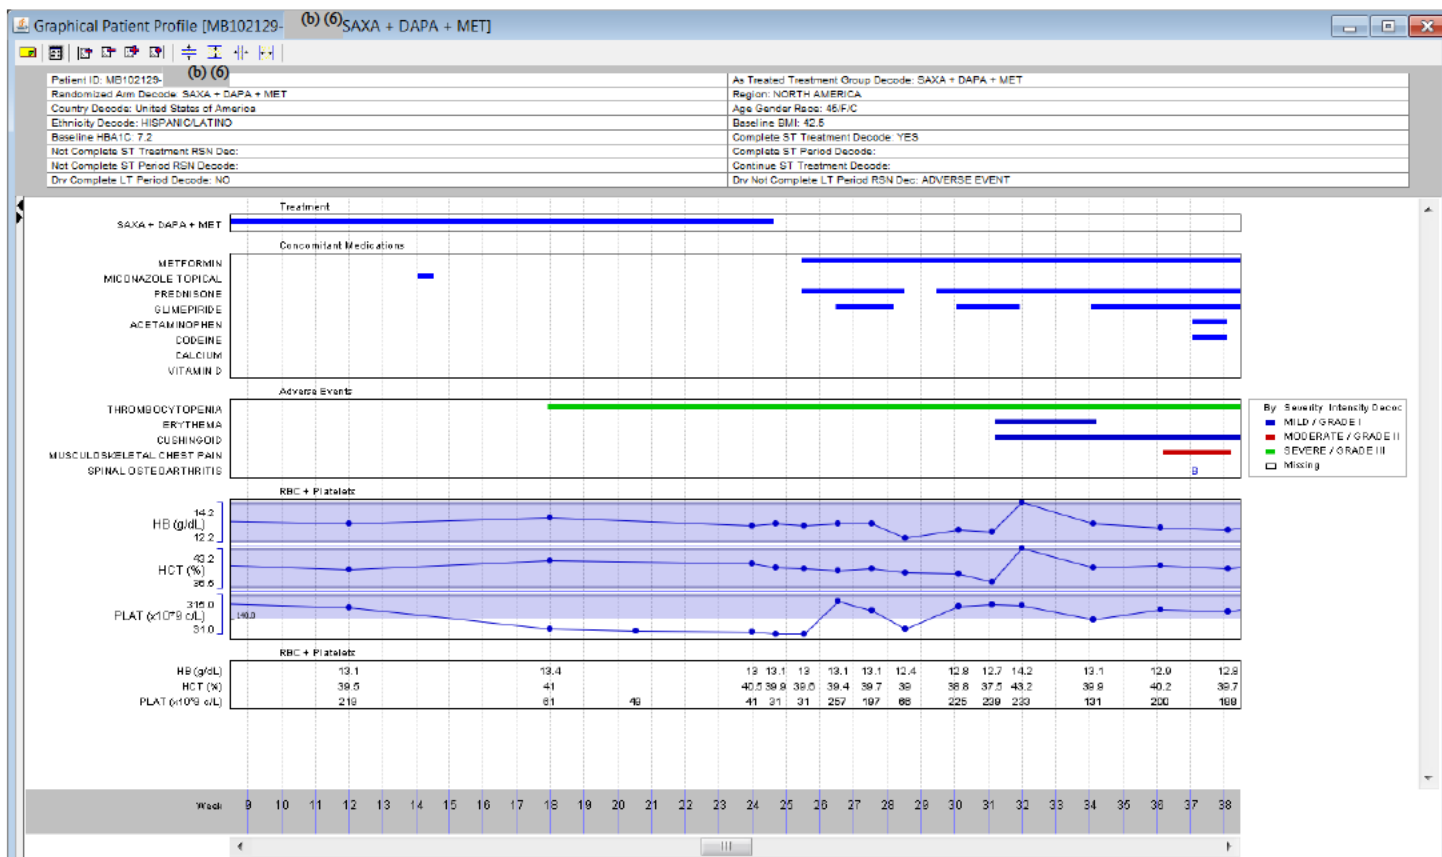 Graphical Patient Profile [MB102129- (b) (6) SAXA + DAPA + MET]
Patient ID: MB102129- (b) (6)
As Treated Treatment Group Decode: SAXA + DAPA + MET
Randomized Arm Decode: SAXA + DAPA + MET
Region: NORTH AMERICA
Country Decode: United States of America
Age Gender Race: 46/F/C
Ethnicity Decode: HISPANIC/LATINO
Baseline BMI: 42.5
Baseline HBA1C: 7.2
Complete ST Treatment Decode: YES
Not Complete ST Treatment RSN Dec:
Complete ST Period Decode:
Not Complete ST Period RSN Decode:
Continue ST Treatment Decode:
Drv Complete LT Period Decode: NO
Drv Not Complete LT Period RSN Dec: ADVERSE EVENT
Treatment
SAXA + DAPA + MET
Concomitant Medications
METFORMIN
MICONAZOLE TOPICAL
PREDNISONE
GLIMEPIRIDE
ACETAMINOPHEN
CODEINE
CALCIUM
VITAMIN D
Adverse Events
THROMBOCYTOPENIA
ERYTHEMA
CUSHINGOID
MUSCULOSKELETAL CHEST PAIN
SPINAL OSTEOARTHRITIS
B
By Severity Intensity Decoc
MILD / GRADE I
MODERATE / GRADE II
SEVERE / GRADE III
Missing
RBC + Platelets
HB (g/dL)
14.2
12.2
HCT (%)
43.2
36.5
PLAT (x10^9 c/L)
316.0
31.0
140.0
RBC + Platelets
HB (g/dL) 13.1 13.4 13 13.1 13 13.1 13.1 12.4 12.8 12.7 14.2 13.1 12.9 12.8
HCT (%) 39.5 41 40.5 39.9 39.6 39.4 39.7 39 38.8 37.5 43.2 39.9 40.2 39.7
PLAT (x10^9 c/L) 219 61 49 41 31 31 257 197 66 225 239 233 131 200 188
Week 9 10 11 12 13 14 15 16 17 18 19 20 21 22 23 24 25 26 27 28 29 30 31 32 33 34 35 36 37 38